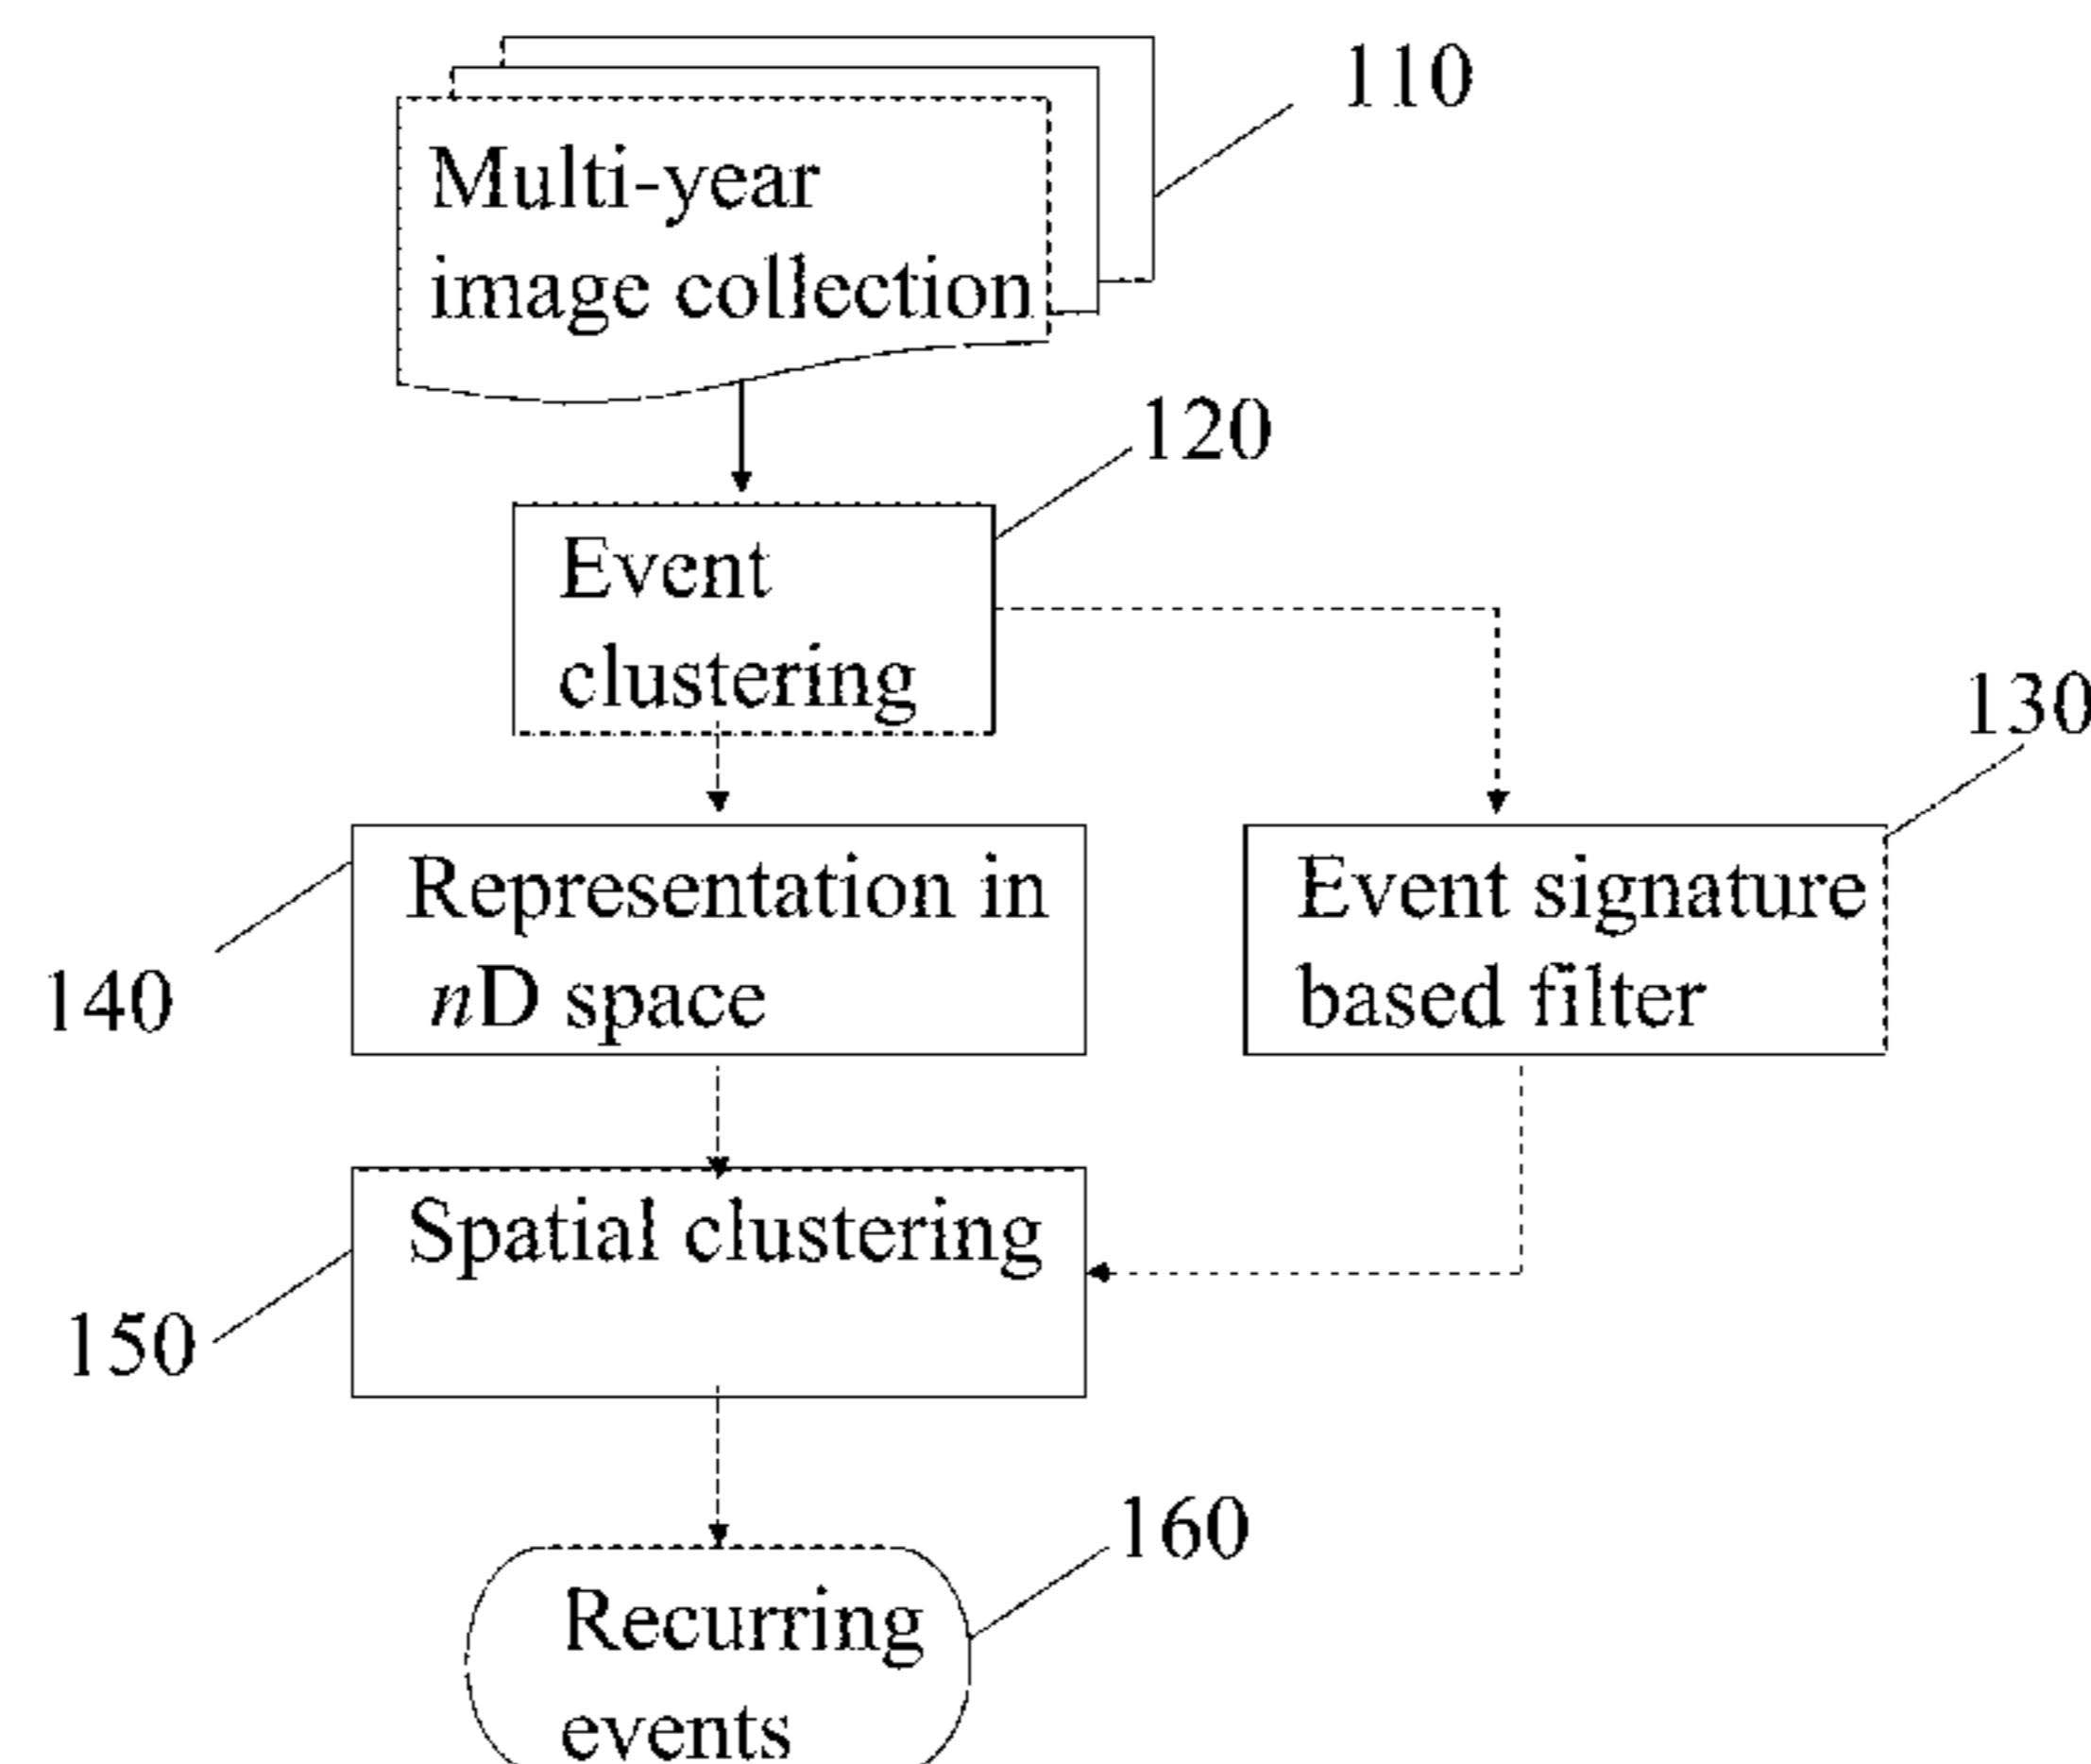 110
Multi-year
image collection
120
Event
clustering
130
Representation in
nD space
140
Event signature
based filter
Spatial clustering
150
160
Recurring
events